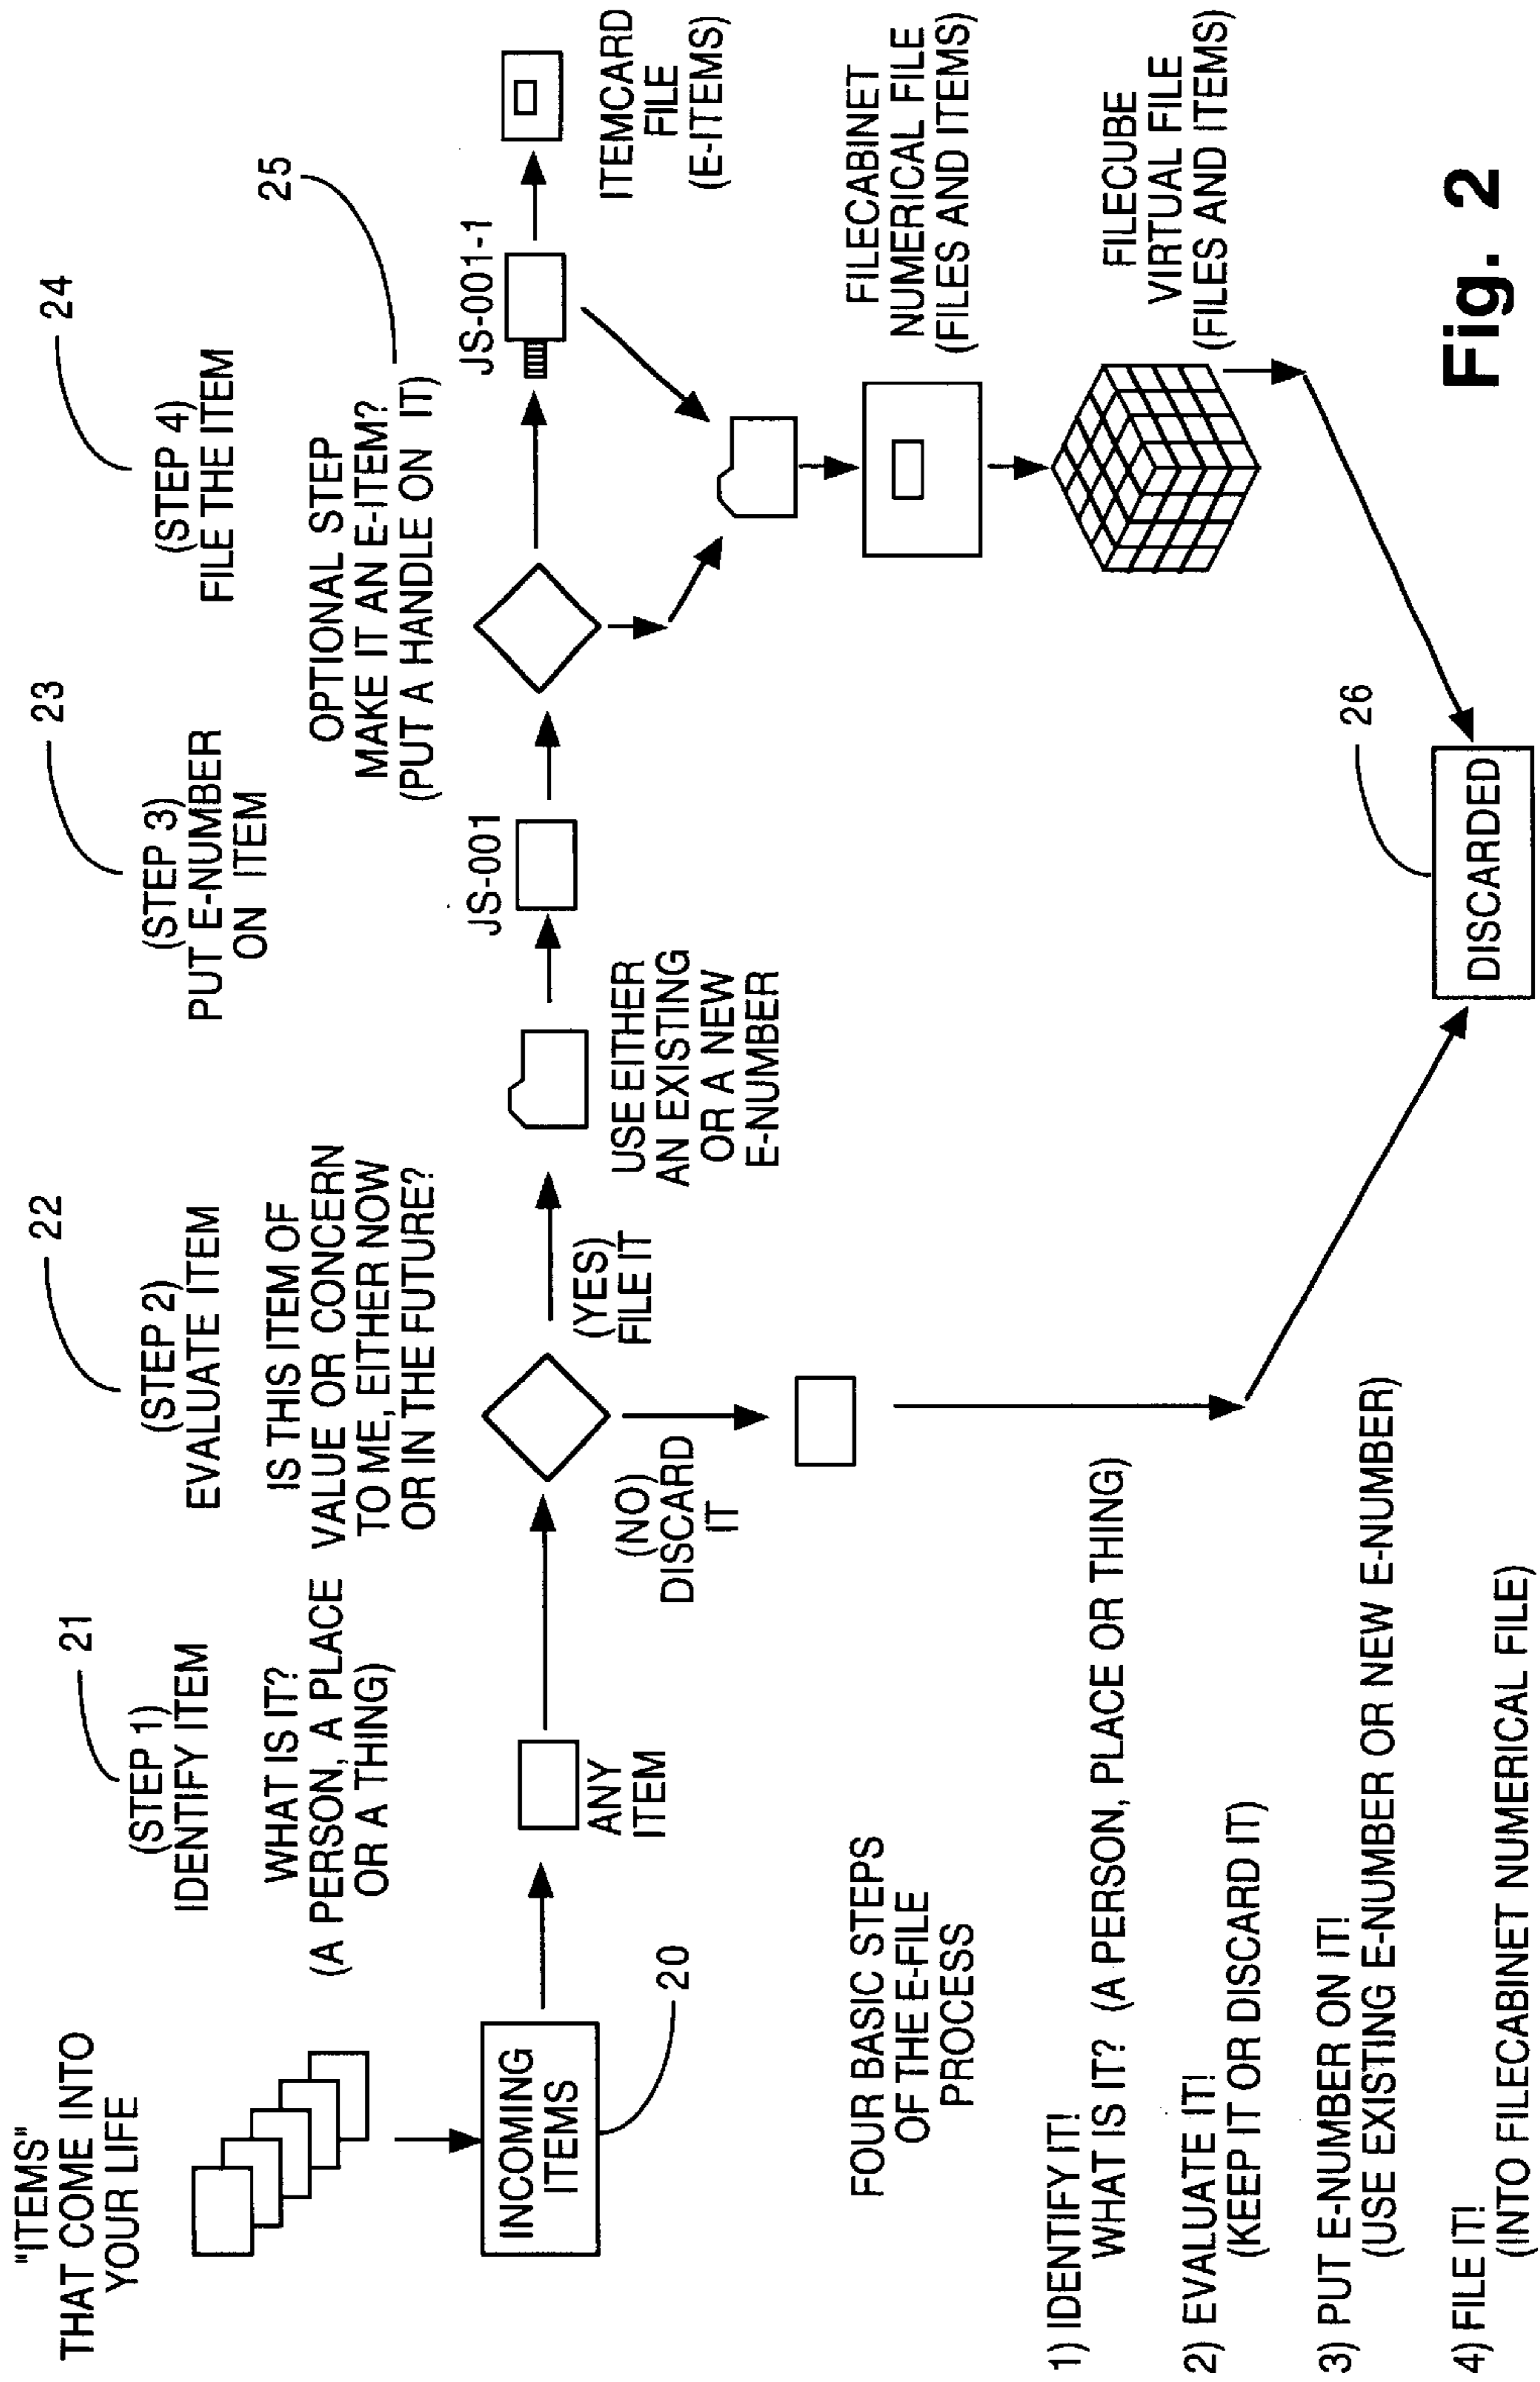 "ITEMS"
THAT COME INTO
YOUR LIFE
INCOMING
ITEMS
20
21
(STEP 1)
IDENTIFY ITEM
WHAT IS IT?
(A PERSON, A PLACE
OR A THING)
ANY
ITEM
22
(STEP 2)
EVALUATE ITEM
IS THIS ITEM OF
VALUE OR CONCERN
TO ME, EITHER NOW
OR IN THE FUTURE?
(NO)
DISCARD
IT
(YES)
FILE IT
USE EITHER
AN EXISTING
OR A NEW
E-NUMBER
23
(STEP 3)
PUT E-NUMBER
ON ITEM
JS-001
24
(STEP 4)
FILE THE ITEM
25
OPTIONAL STEP
MAKE IT AN E-ITEM?
(PUT A HANDLE ON IT)
JS-001-1
ITEMCARD
FILE
(E-ITEMS)
FILECABINET
NUMERICAL FILE
(FILES AND ITEMS)
FILECUBE
VIRTUAL FILE
(FILES AND ITEMS)
26
DISCARDED
FOUR BASIC STEPS
OF THE E-FILE
PROCESS
1) IDENTIFY IT!
WHAT IS IT? (A PERSON, PLACE OR THING)
2) EVALUATE IT!
(KEEP IT OR DISCARD IT)
3) PUT E-NUMBER ON IT!
(USE EXISTING E-NUMBER OR NEW E-NUMBER)
4) FILE IT!
(INTO FILECABINET NUMERICAL FILE)
Fig. 2